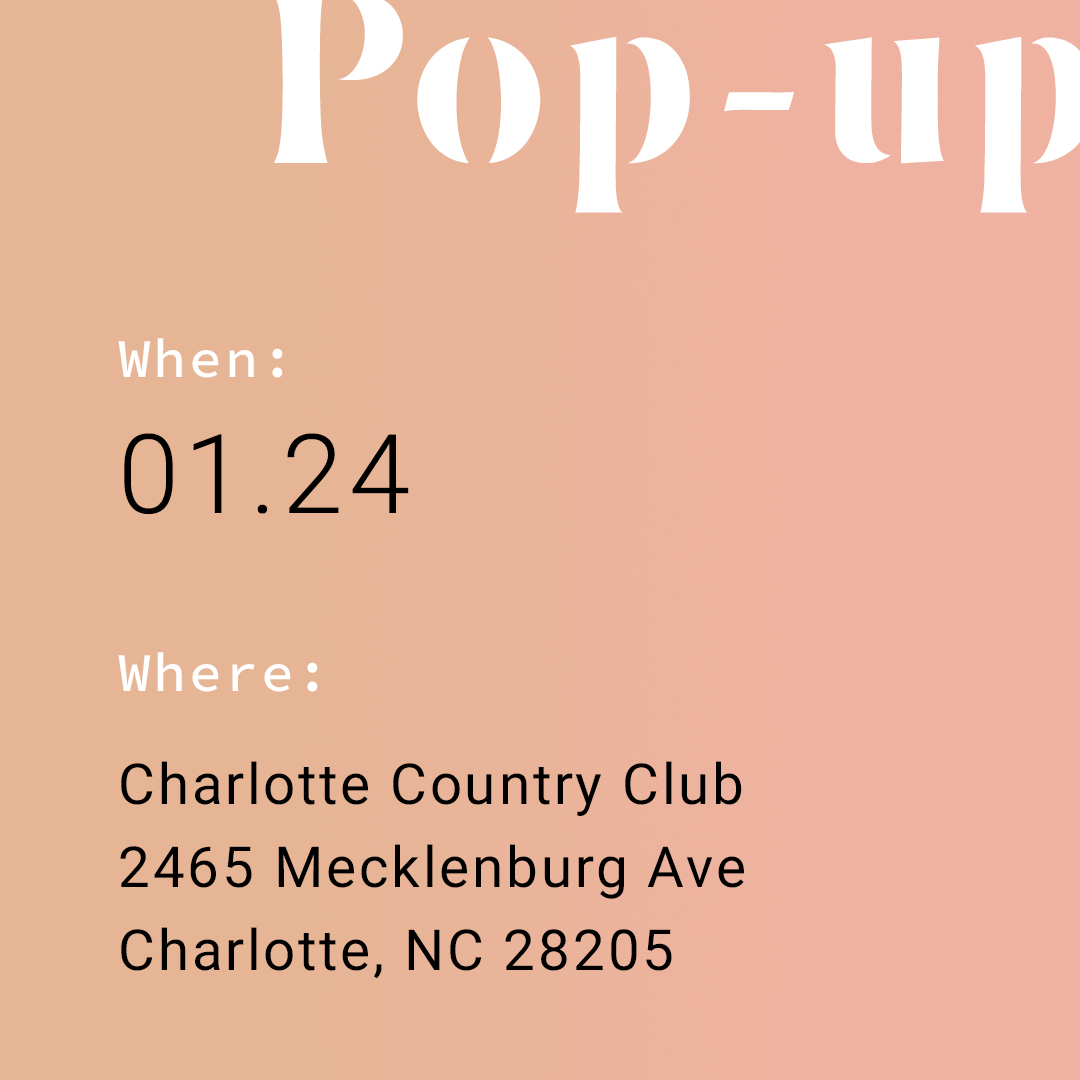 Pop-up
When:
01.24
Where:
Charlotte Country Club
2465 Mecklenburg Ave
Charlotte, NC 28205